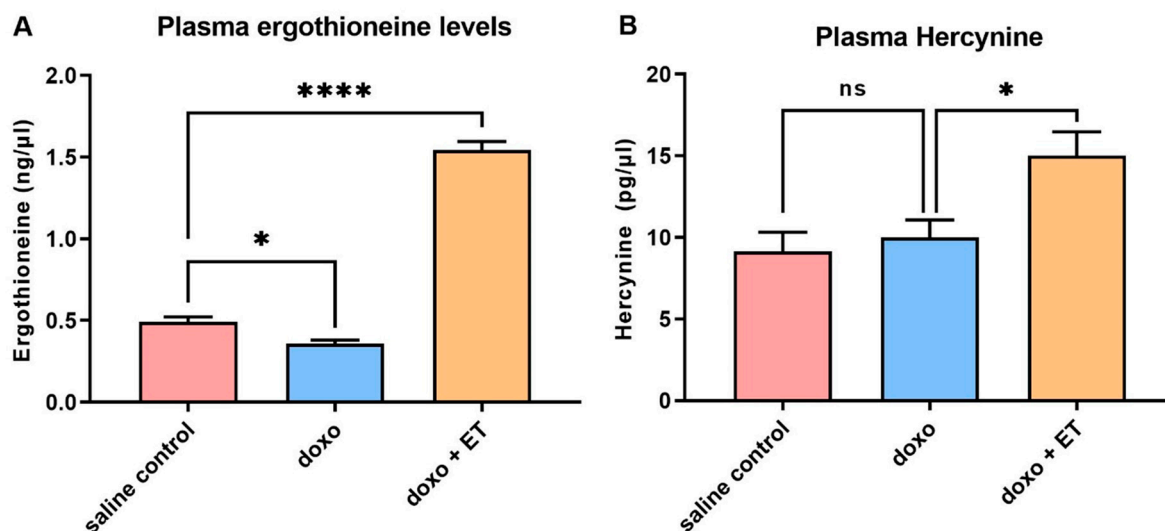 A
Plasma ergothioneine levels
Ergothioneine (ng/µl)
2.0
1.5
1.0
0.5
0.0
****
*
saline control
doxo
doxo + ET
B
Plasma Hercynine
Hercynine (pg/µl)
20
15
10
5
0
ns
*
saline control
doxo
doxo + ET